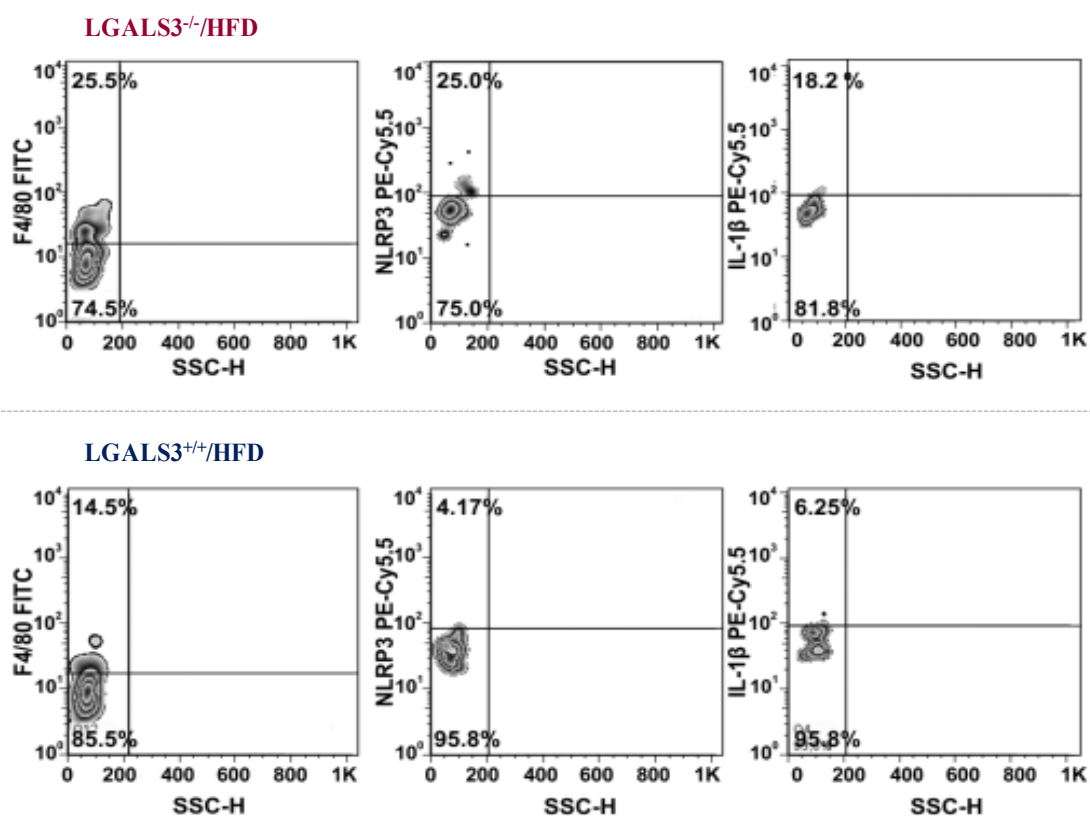 LGALS3-/-/HFD
25.5%
74.5%
F4/80 FITC
10⁴
10³
10²
10¹
10⁰
0 200 400 600 800 1K
SSC-H
25.0%
75.0%
NLRP3 PE-Cy5.5
10⁴
10³
10²
10¹
10⁰
0 200 400 600 800 1K
SSC-H
18.2 %
81.8%
IL-1β PE-Cy5.5
10⁴
10³
10²
10¹
10⁰
0 200 400 600 800 1K
SSC-H
LGALS3+/+/HFD
14.5%
85.5%
F4/80 FITC
10⁴
10³
10²
10¹
10⁰
0 200 400 600 800 1K
SSC-H
4.17%
95.8%
NLRP3 PE-Cy5.5
10⁴
10³
10²
10¹
10⁰
0 200 400 600 800 1K
SSC-H
6.25%
95.8%
IL-1β PE-Cy5.5
10⁴
10³
10²
10¹
10⁰
0 200 400 600 800 1K
SSC-H